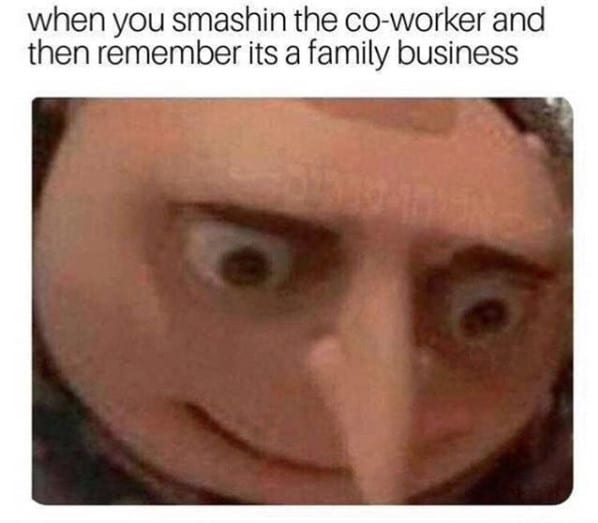 when you smashin the co-worker and
then remember its a family business